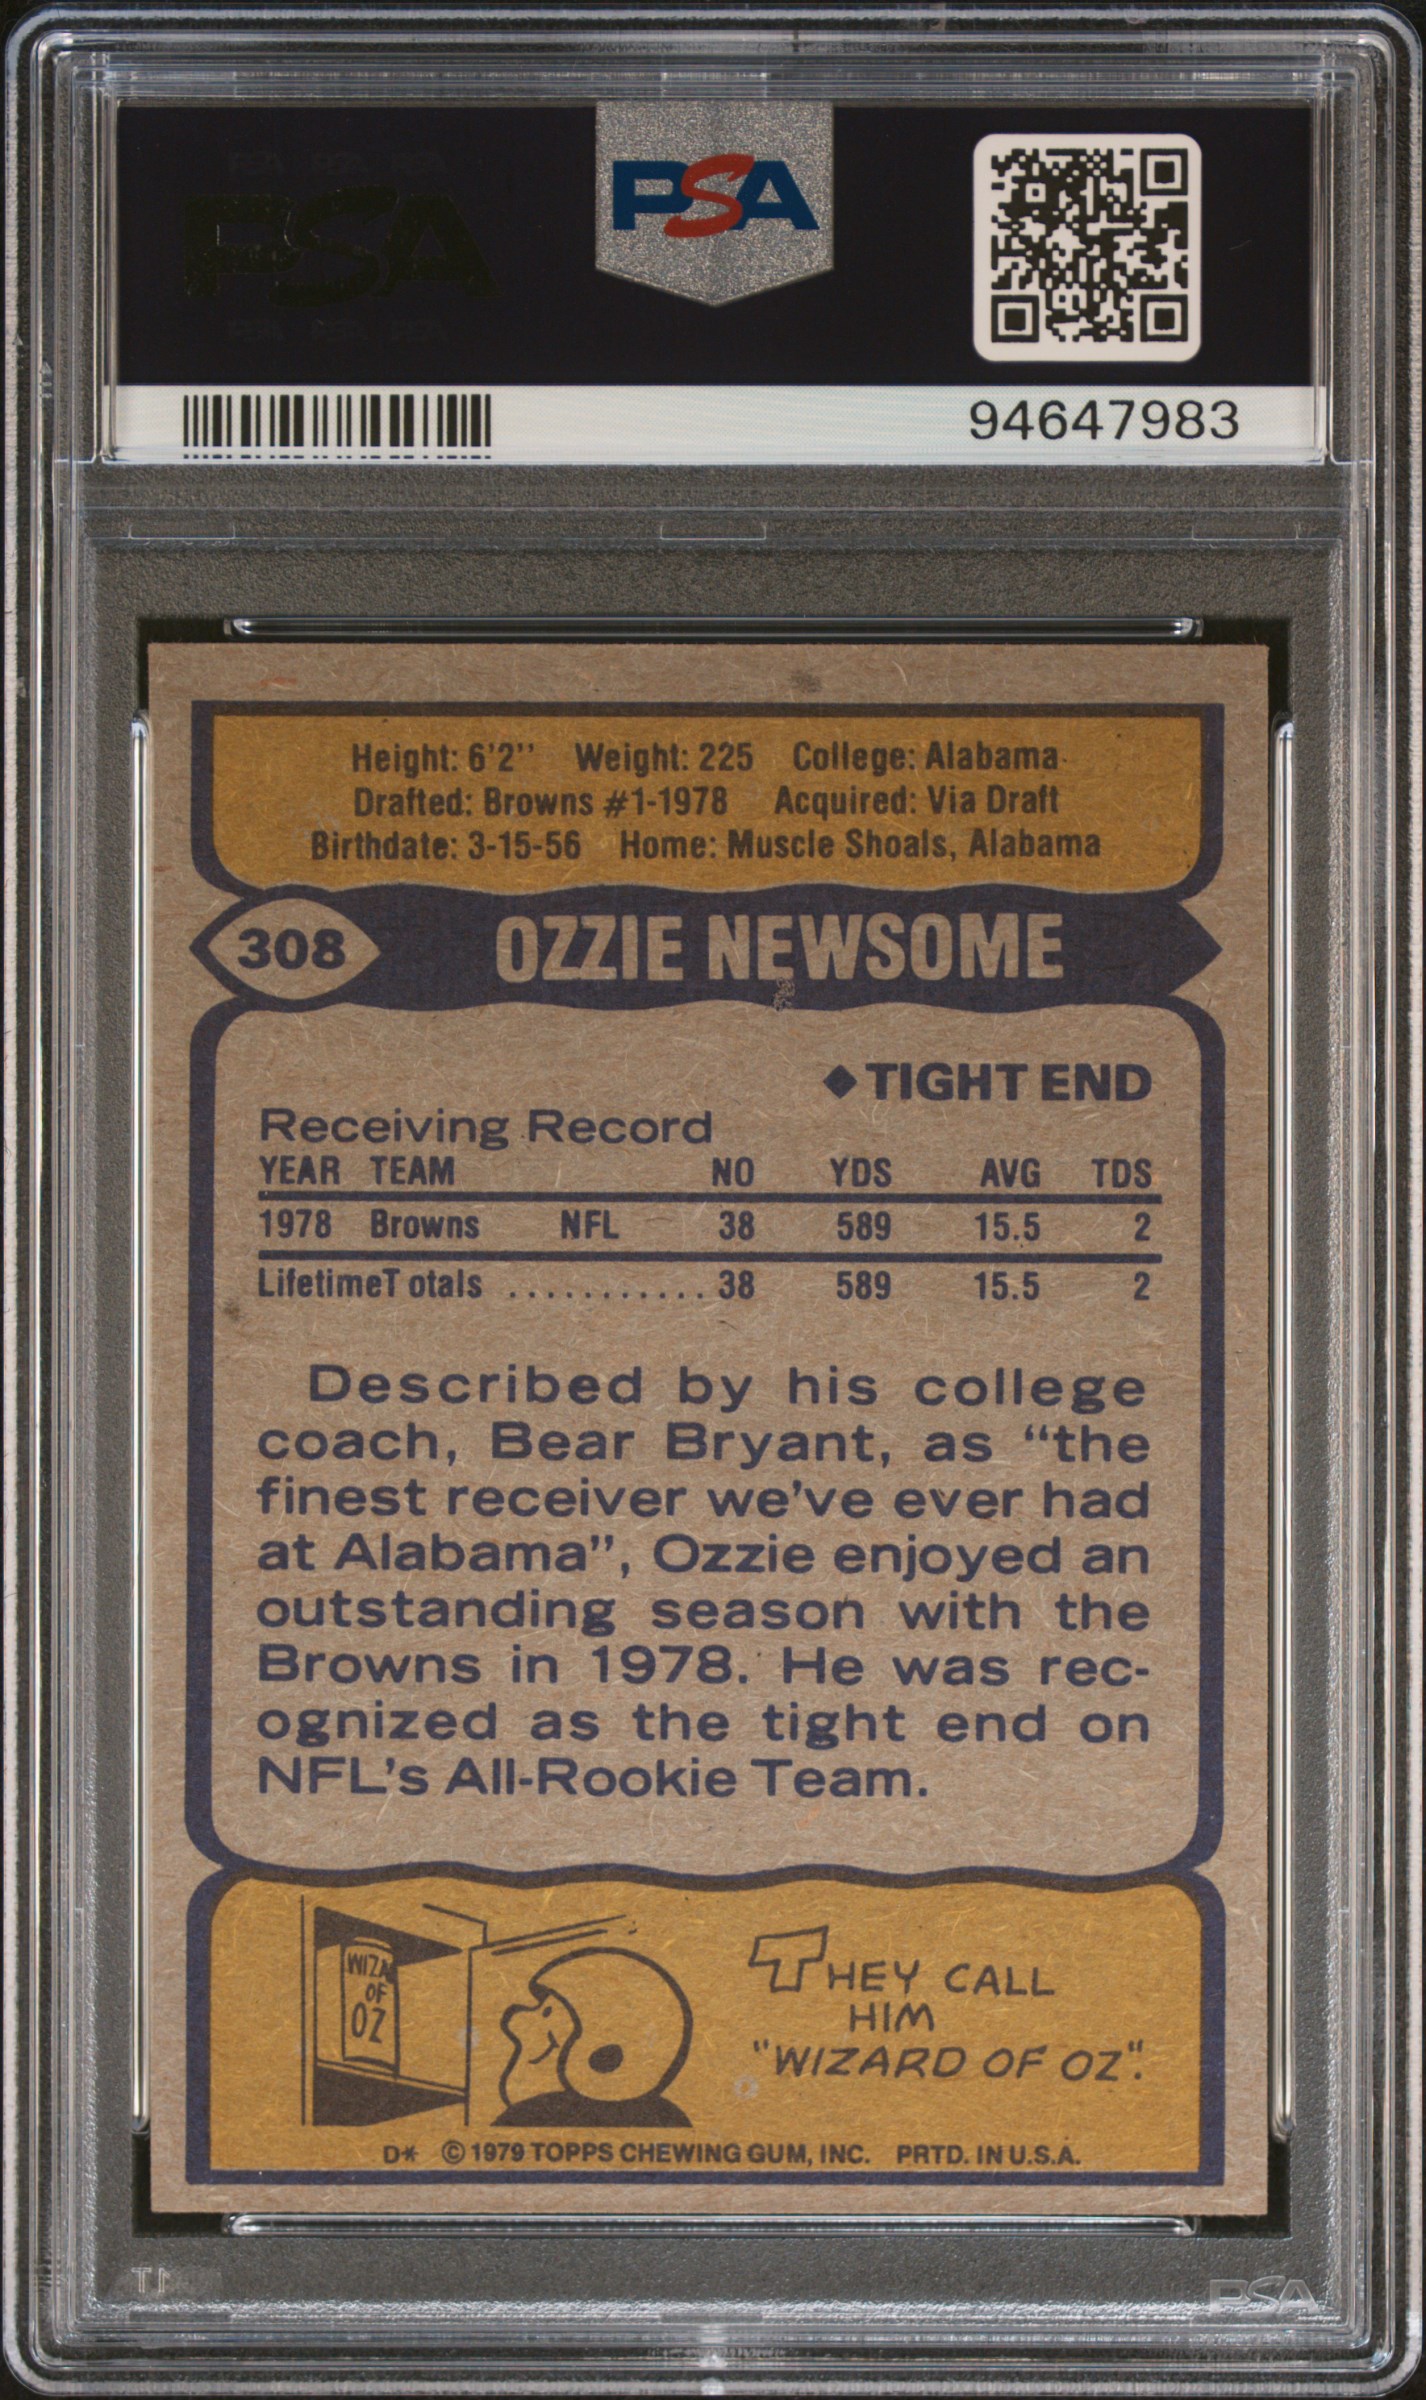 PSA
PSA
94647983
Height: 6'2'' Weight: 225 College: Alabama
Drafted: Browns #1-1978 Acquired: Via Draft
Birthdate: 3-15-56 Home: Muscle Shoals, Alabama
308 OZZIE NEWSOME
◆TIGHT END
Receiving Record
YEAR TEAM NO YDS AVG TDS
1978 Browns NFL 38 589 15.5 2
LifetimeT otals ........... 38 589 15.5 2
Described by his college
coach, Bear Bryant, as “the
finest receiver we've ever had
at Alabama”, Ozzie enjoyed an
outstanding season with the
Browns in 1978. He was rec-
ognized as the tight end on
NFL's All-Rookie Team.
WIZA
OF
OZ
THEY CALL
HIM
"WIZARD OF OZ".
D* © 1979 TOPPS CHEWING GUM, INC. PRTD. IN U.S.A.
PSA